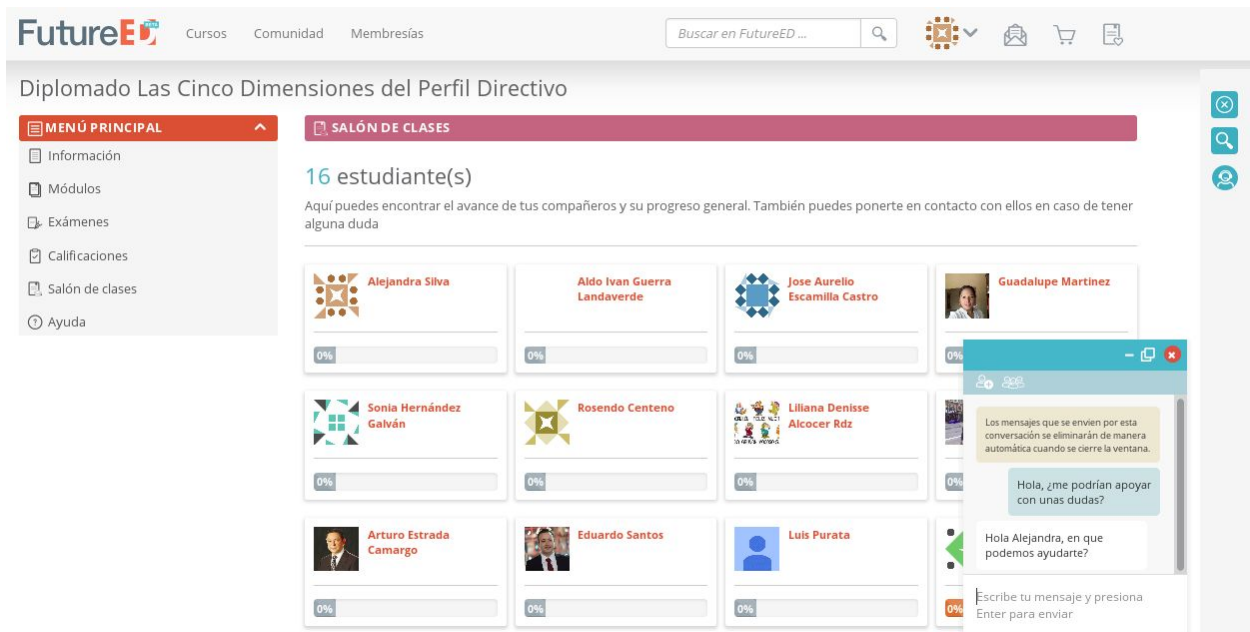 FutureED BETA
Cursos
Comunidad
Membresías
Buscar en FutureED ...
Diplomado Las Cinco Dimensiones del Perfil Directivo
MENÚ PRINCIPAL
Información
Módulos
Exámenes
Calificaciones
Salón de clases
Ayuda
SALÓN DE CLASES
16 estudiante(s)
Aquí puedes encontrar el avance de tus compañeros y su progreso general. También puedes ponerte en contacto con ellos en caso de tener
alguna duda
Alejandra Silva
0%
Aldo Ivan Guerra
Landaverde
0%
Jose Aurelio
Escamilla Castro
0%
Guadalupe Martinez
0%
Sonia Hernández
Galván
0%
Rosendo Centeno
0%
Liliana Denisse
Alcocer Rdz
0%
0%
Arturo Estrada
Camargo
0%
Eduardo Santos
0%
Luis Purata
0%
0%
Los mensajes que se envien por esta
conversación se eliminarán de manera
automática cuando se cierre la ventana.
Hola, ¿me podrían apoyar
con unas dudas?
Hola Alejandra, en que
podemos ayudarte?
Escribe tu mensaje y presiona
Enter para enviar